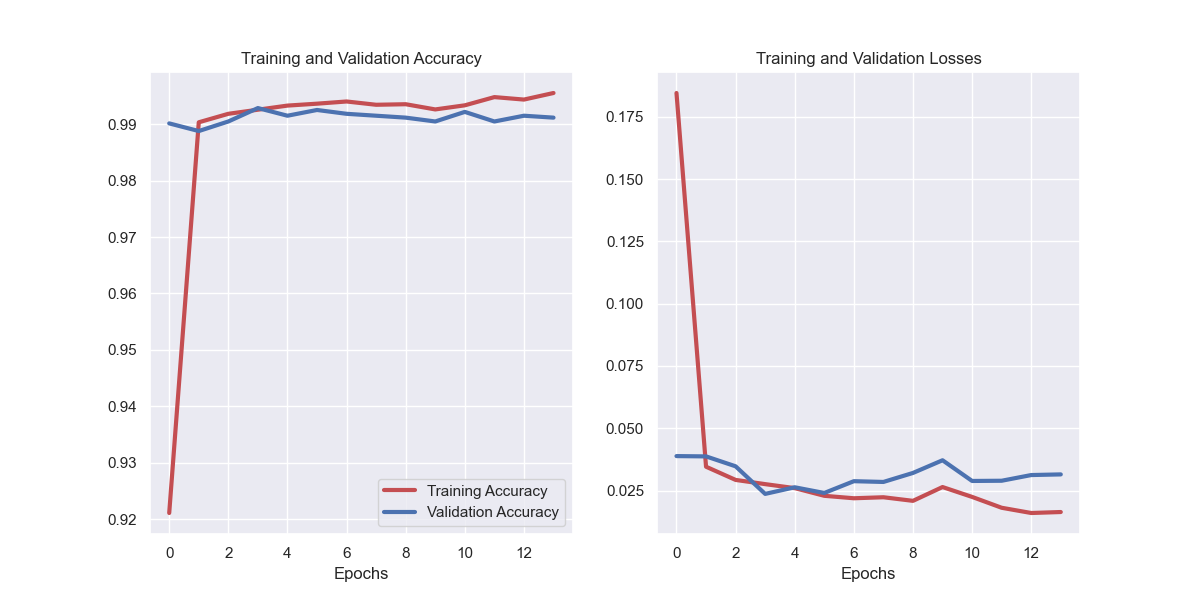 Training and Validation Accuracy
0.99
0.98
0.97
0.96
0.95
0.94
0.93
0.92
Training Accuracy
Validation Accuracy
0 2 4 6 8 10 12
Epochs
Training and Validation Losses
0.175
0.150
0.125
0.100
0.075
0.050
0.025
0 2 4 6 8 10 12
Epochs